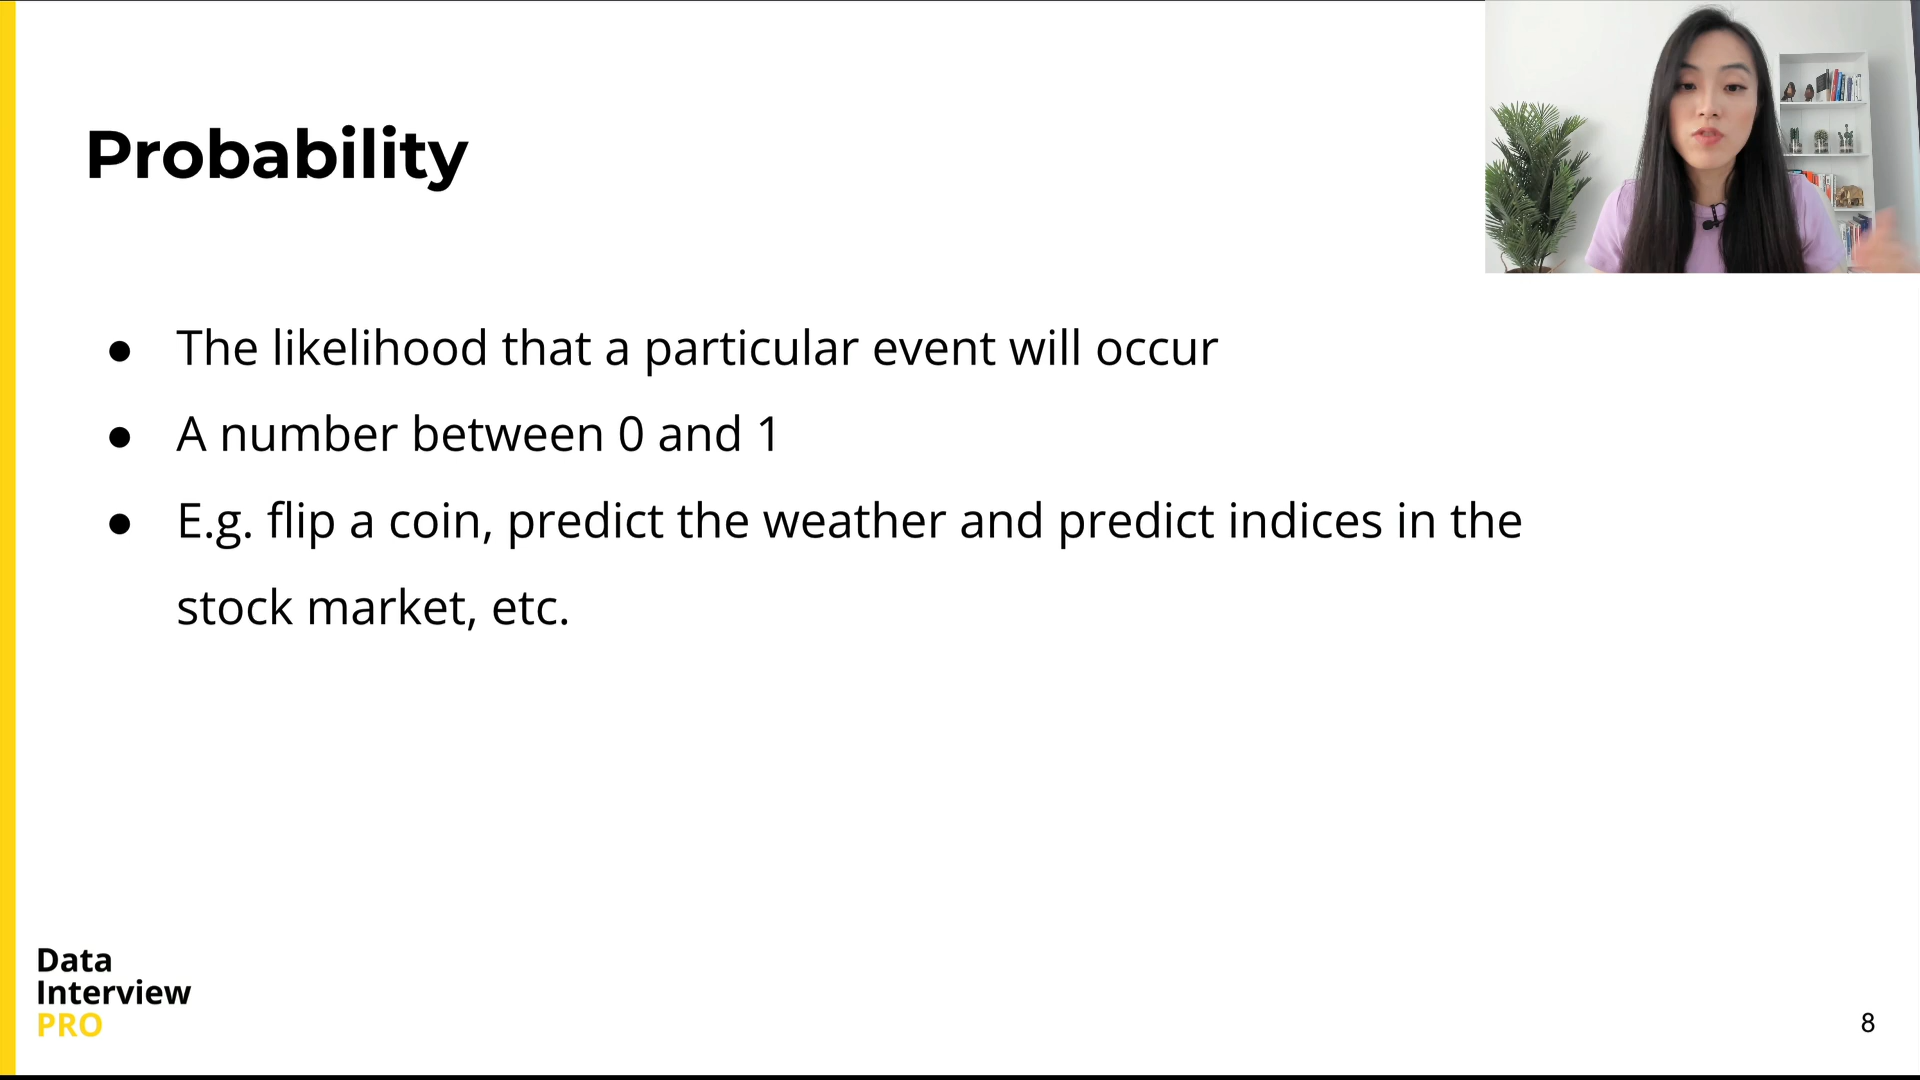 Probability
● The likelihood that a particular event will occur
● A number between 0 and 1
● E.g. flip a coin, predict the weather and predict indices in the
stock market, etc.
Data
Interview
PRO
8